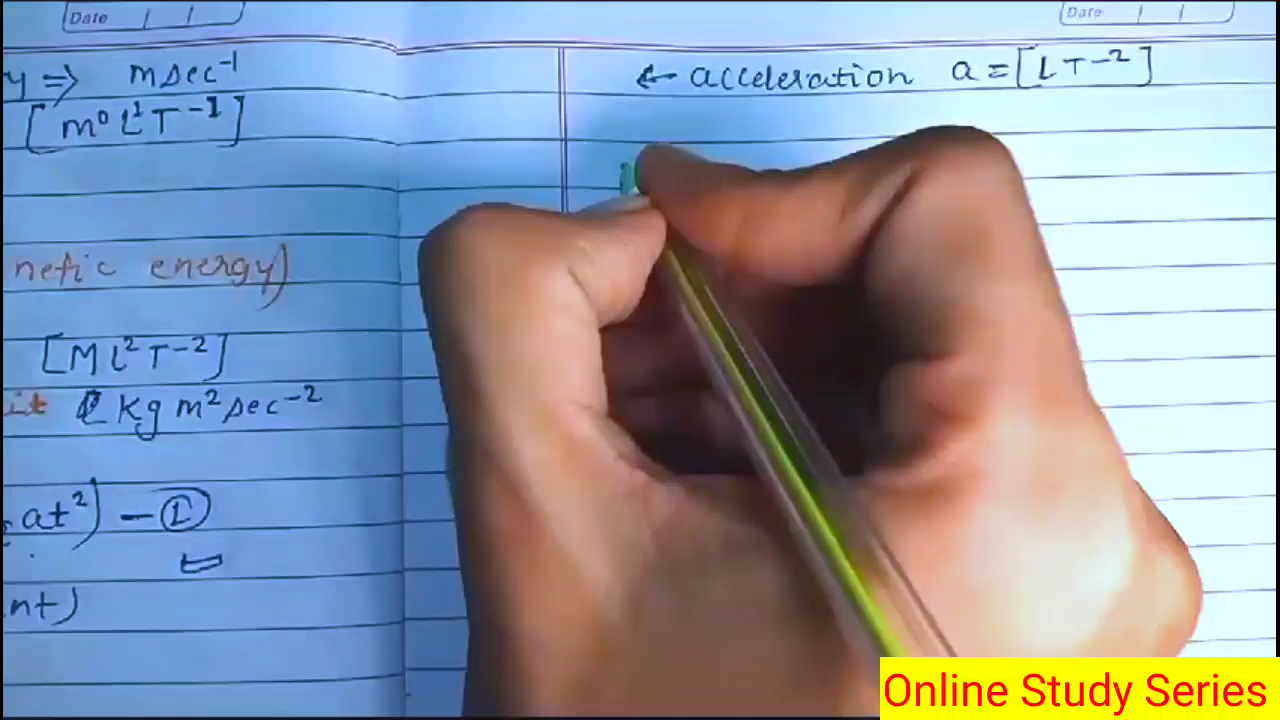 Date
Date
y ⇒ m sec⁻¹
[m⁰ L¹ T⁻¹]
← acceleration a = [L T⁻²]
netic energy)
[M L² T⁻²]
it Kg m² sec⁻²
at²) – ①
nt)
Online Study Series